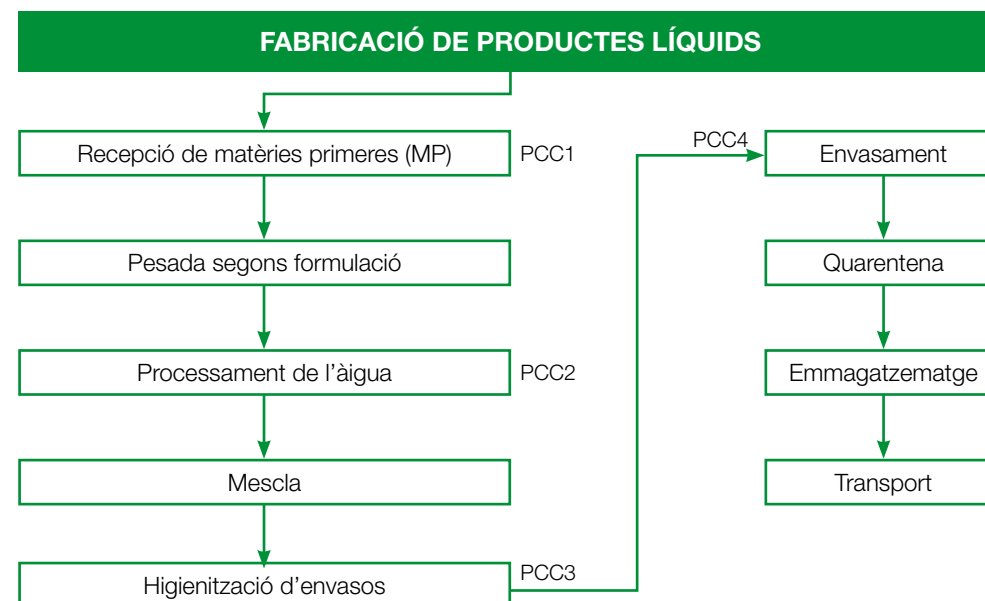 FABRICACIÓ DE PRODUCTES LÍQUIDS
Recepció de matèries primeres (MP)
PCC1
Pesada segons formulació
Processament de l'àigua
PCC2
Mescla
Higienització d'envasos
PCC3
PCC4
Envasament
Quarentena
Emmagatzematge
Transport